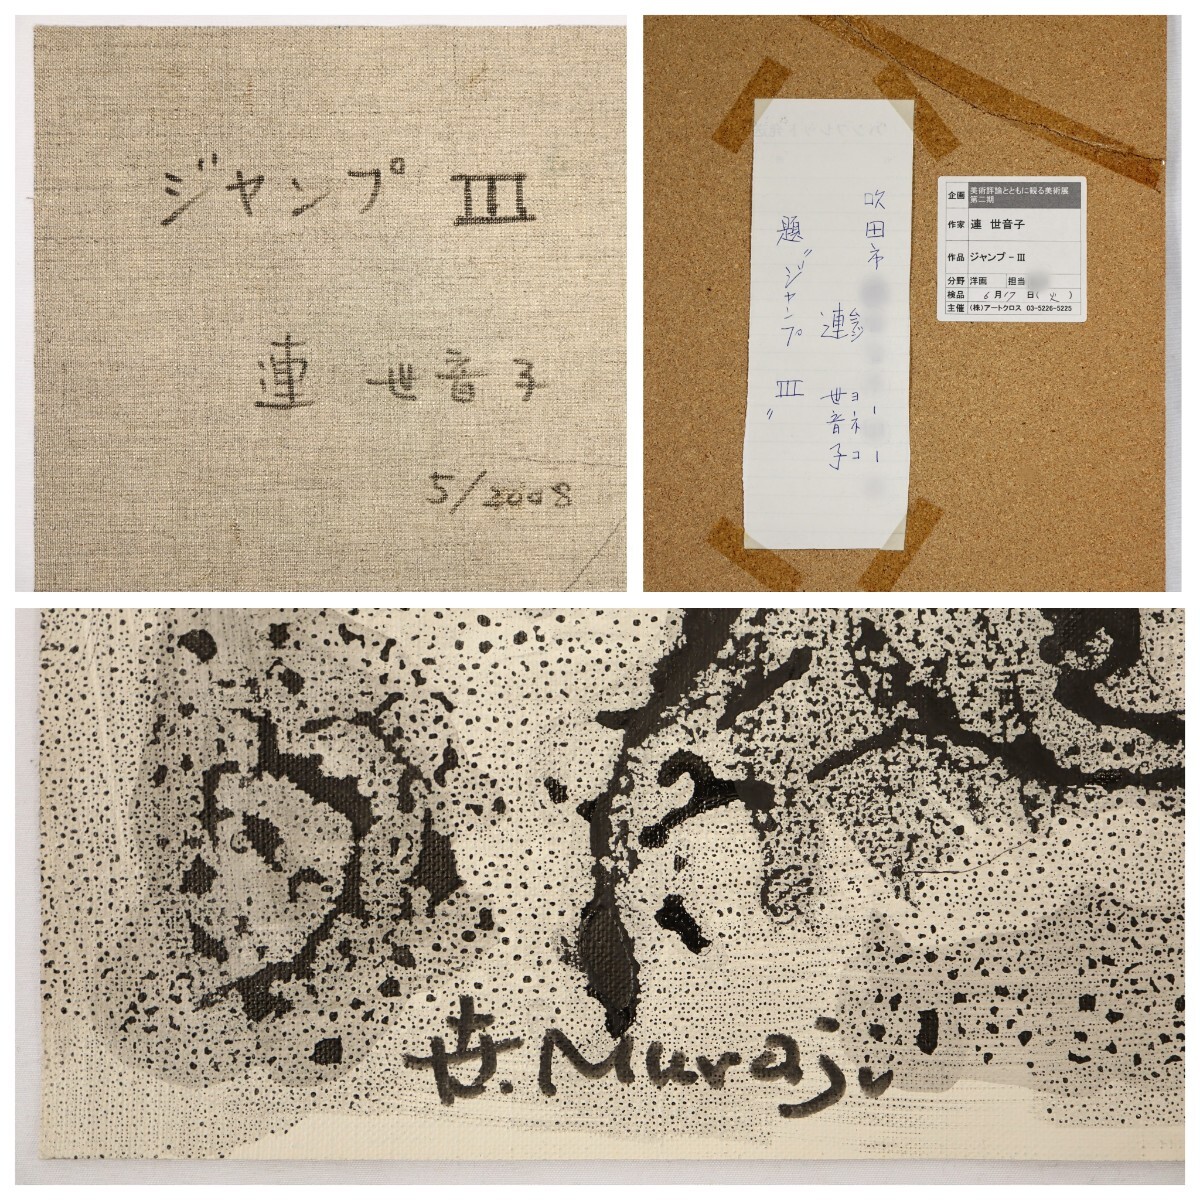 ジャンプ III
連 世音子
5/2008
吹田市
連 世音子
ムラジ ヨネコ
題 "ジャンプ III"
企画 美術評論とともに観る美術展 第二期
作家 連 世音子
作品 ジャンプ－III
分野 洋画 担当
検品 6月17日(火)
主催 (株)アートクロス 03-5226-5225
世.Muraji